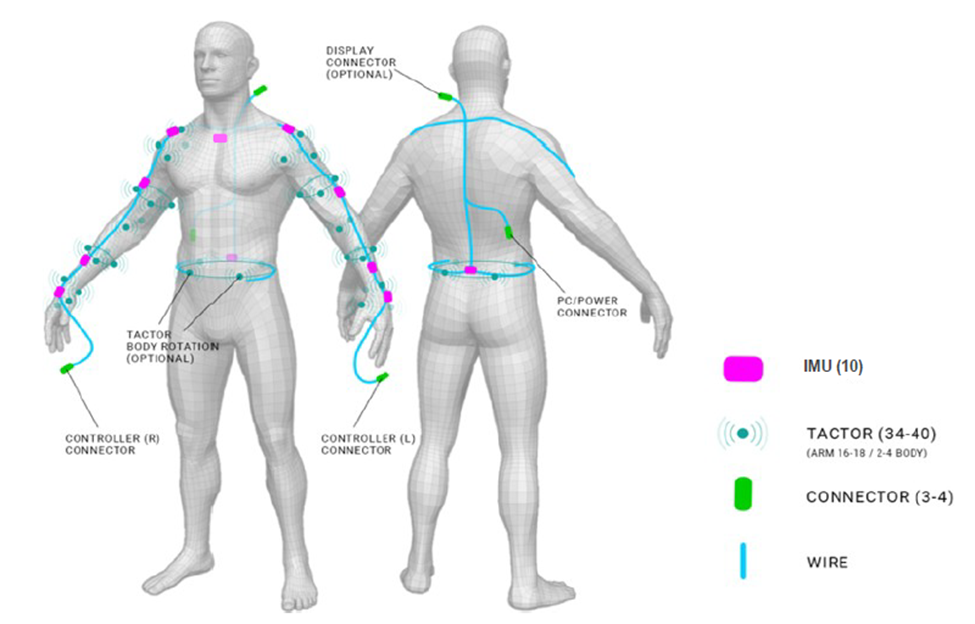 DISPLAY
CONNECTOR
(OPTIONAL)
PC/POWER
CONNECTOR
TACTOR
BODY ROTATION
(OPTIONAL)
CONTROLLER (R)
CONNECTOR
CONTROLLER (L)
CONNECTOR
IMU (10)
TACTOR (34-40)
(ARM 16-18 / 2-4 BODY)
CONNECTOR (3-4)
WIRE